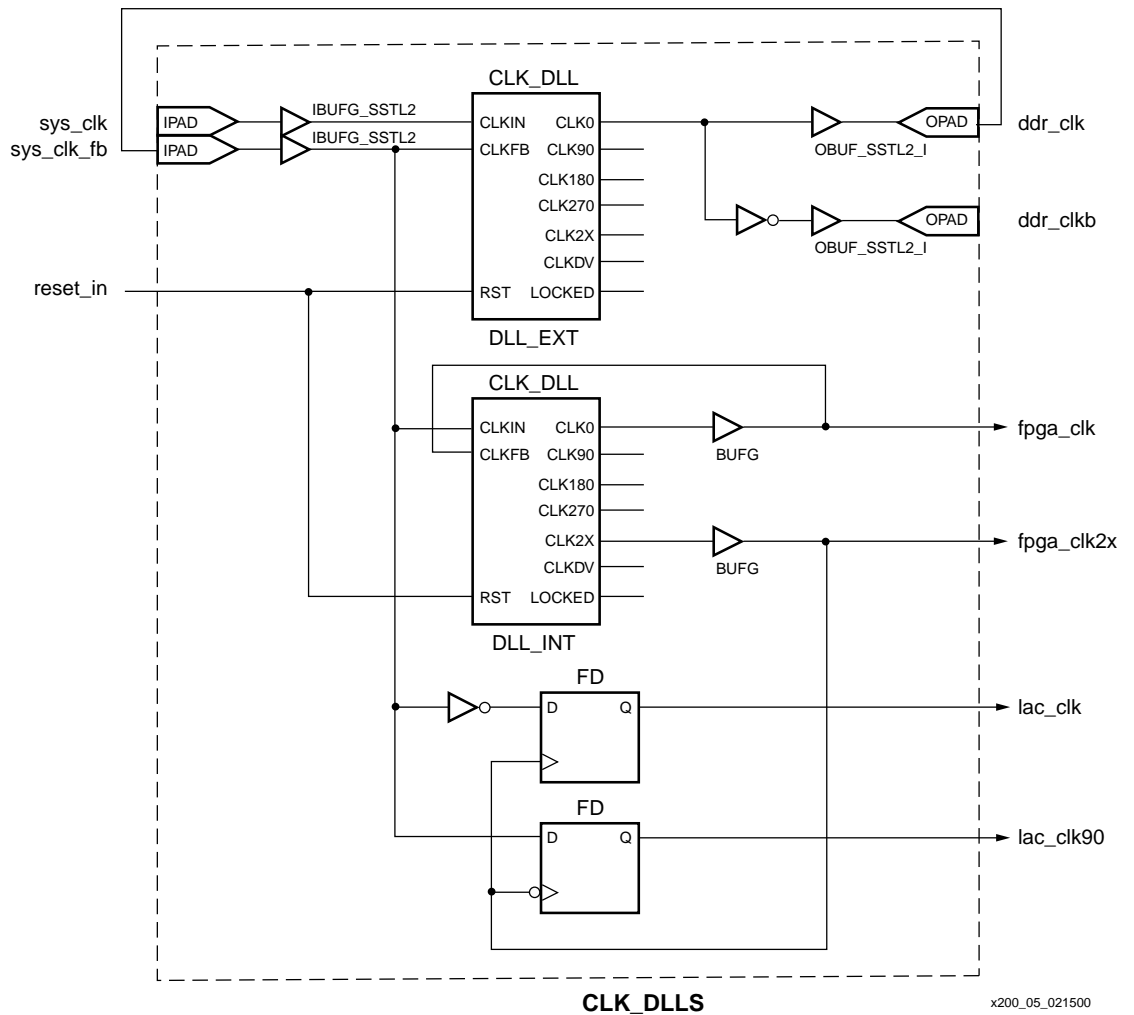 CLK_DLL
sys_clk IPAD IBUFG_SSTL2 CLKIN CLK0 OPAD ddr_clk
sys_clk_fb IPAD IBUFG_SSTL2 CLKFB CLK90 OBUF_SSTL2_I
CLK180
CLK270 OPAD ddr_clkb
CLK2X OBUF_SSTL2_I
CLKDV
reset_in RST LOCKED
DLL_EXT
CLK_DLL
CLKIN CLK0 fpga_clk
CLKFB CLK90 BUFG
CLK180
CLK270
CLK2X fpga_clk2x
CLKDV BUFG
RST LOCKED
DLL_INT
FD
D Q lac_clk
FD
D Q lac_clk90
CLK_DLLS
x200_05_021500